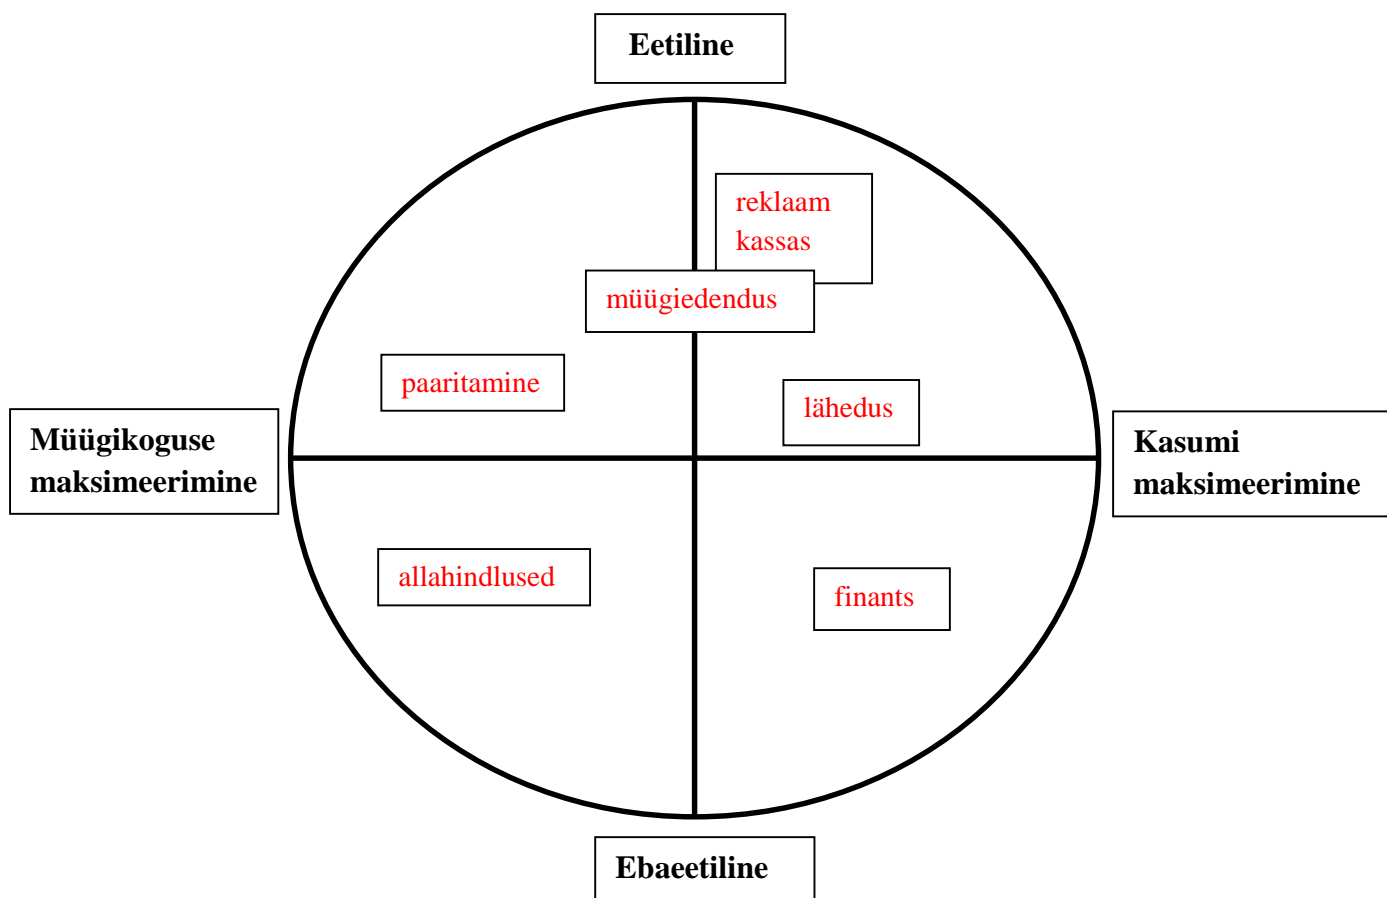 Eetiline
reklaam
kassas
müügiedendus
paaritamine
lähedus
Müügikoguse
maksimeerimine
Kasumi
maksimeerimine
allahindlused
finants
Ebaeetiline